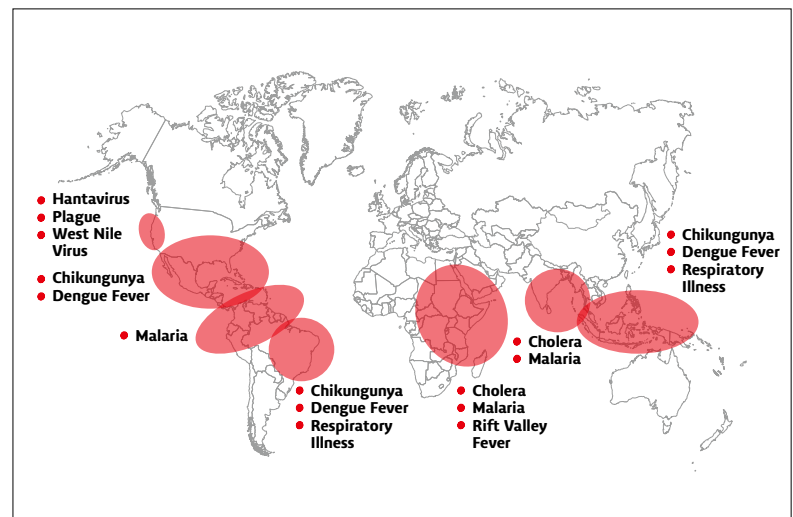 Hantavirus
Plague
West Nile
Virus
Chikungunya
Dengue Fever
Malaria
Chikungunya
Dengue Fever
Respiratory
Illness
Cholera
Malaria
Rift Valley
Fever
Cholera
Malaria
Chikungunya
Dengue Fever
Respiratory
Illness